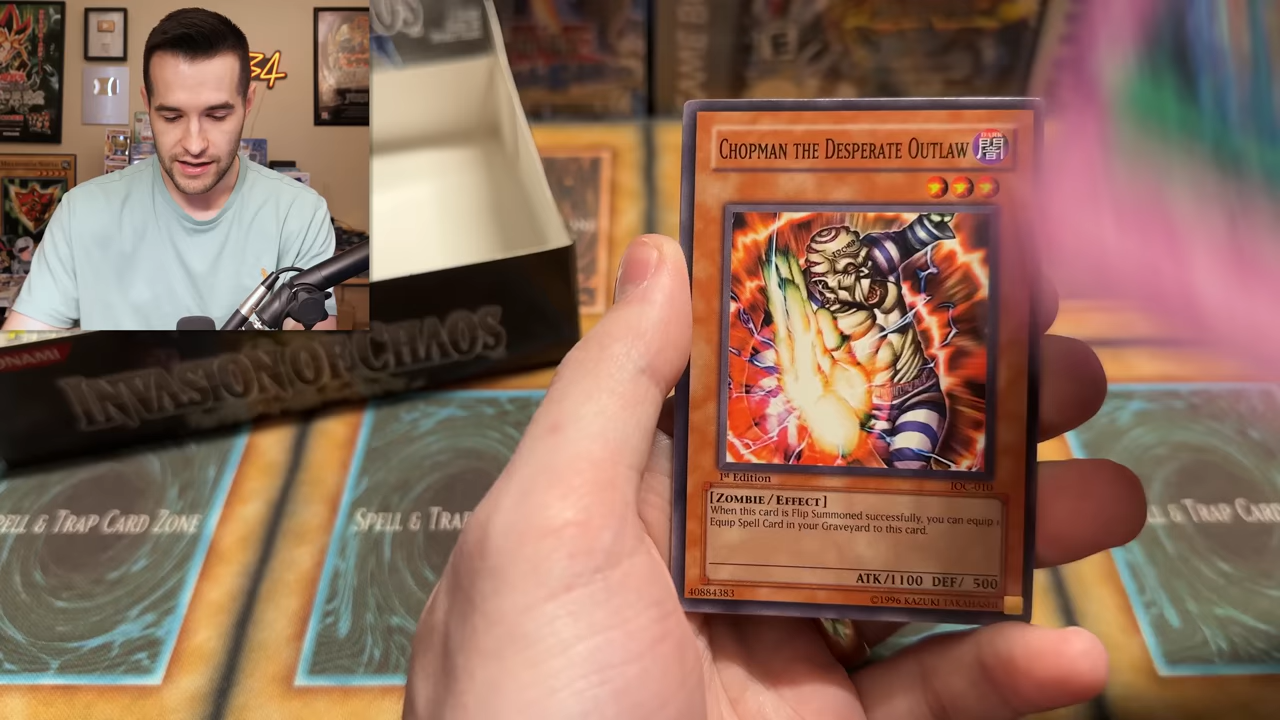 34
KONAMI
INVASION OF CHAOS
CHOPMAN THE DESPERATE OUTLAW
DARK
闇
1st Edition
IOC-010
[ZOMBIE/EFFECT]
When this card is Flip Summoned successfully, you can equip 1
Equip Spell Card in your Graveyard to this card.
ATK/1100 DEF/ 500
40884383
©1996 KAZUKI TAKAHASHI
SPELL & TRAP CARD ZONE
SPELL & TRAP
& TRAP CARD